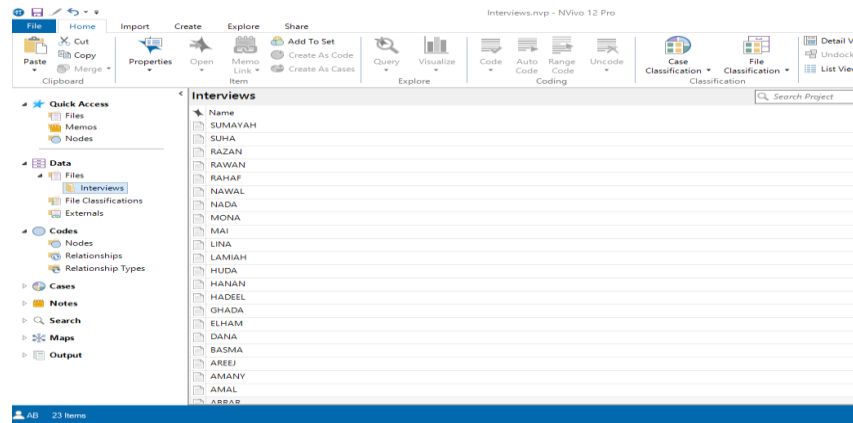 Interviews.nvp - NVivo 12 Pro
File Home Import Create Explore Share
Paste
Cut
Copy
Merge
Clipboard
Properties
Open
Memo Link
Item
Add To Set
Create As Code
Create As Cases
Query
Visualize
Explore
Code
Auto Code
Range Code
Uncode
Coding
Case Classification
File Classification
Classification
Detail V
Undock
List View
Quick Access
Files
Memos
Nodes
Data
Files
Interviews
File Classifications
Externals
Codes
Nodes
Relationships
Relationship Types
Cases
Notes
Search
Maps
Output
Interviews
Search Project
Name
SUMAYAH
SUHA
RAZAN
RAWAN
RAHAF
NAWAL
NADA
MONA
MAI
LINA
LAMIAH
HUDA
HANAN
HADEEL
GHADA
ELHAM
DANA
BASMA
AREEJ
AMANY
AMAL
ABRAR
AB 23 Items